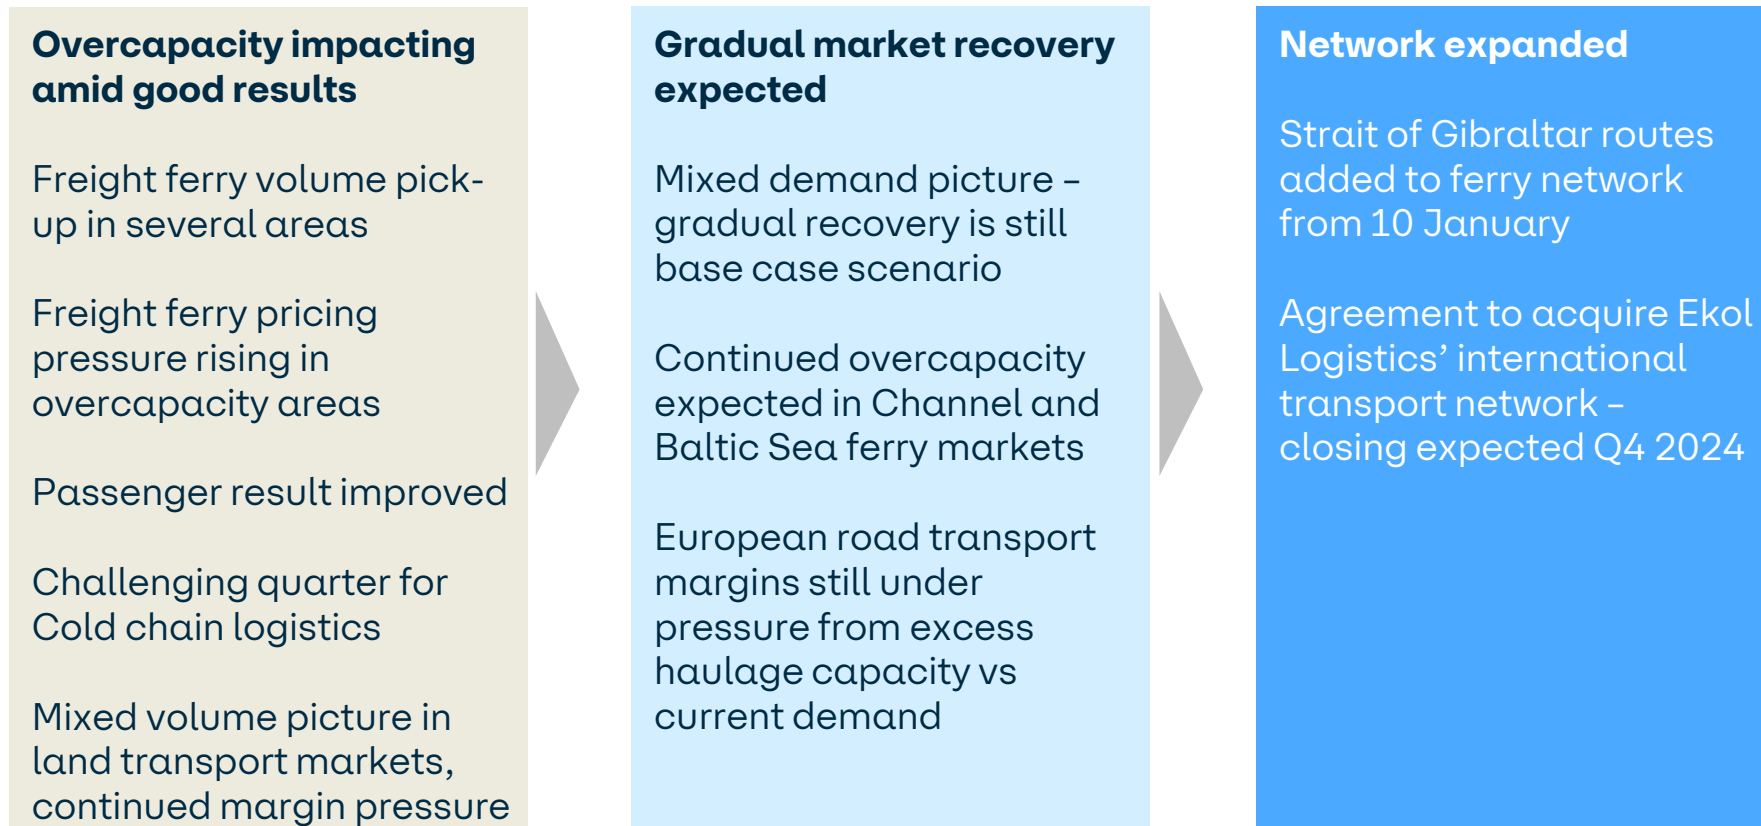 Overcapacity impacting
amid good results
Freight ferry volume pick-
up in several areas
Freight ferry pricing
pressure rising in
overcapacity areas
Passenger result improved
Challenging quarter for
Cold chain logistics
Mixed volume picture in
land transport markets,
continued margin pressure
Gradual market recovery
expected
Mixed demand picture –
gradual recovery is still
base case scenario
Continued overcapacity
expected in Channel and
Baltic Sea ferry markets
European road transport
margins still under
pressure from excess
haulage capacity vs
current demand
Network expanded
Strait of Gibraltar routes
added to ferry network
from 10 January
Agreement to acquire Ekol
Logistics’ international
transport network –
closing expected Q4 2024